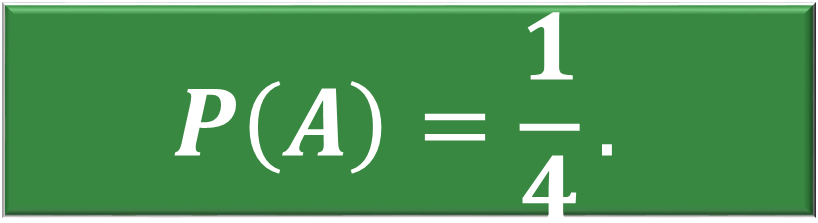 P(A) = 1/4.